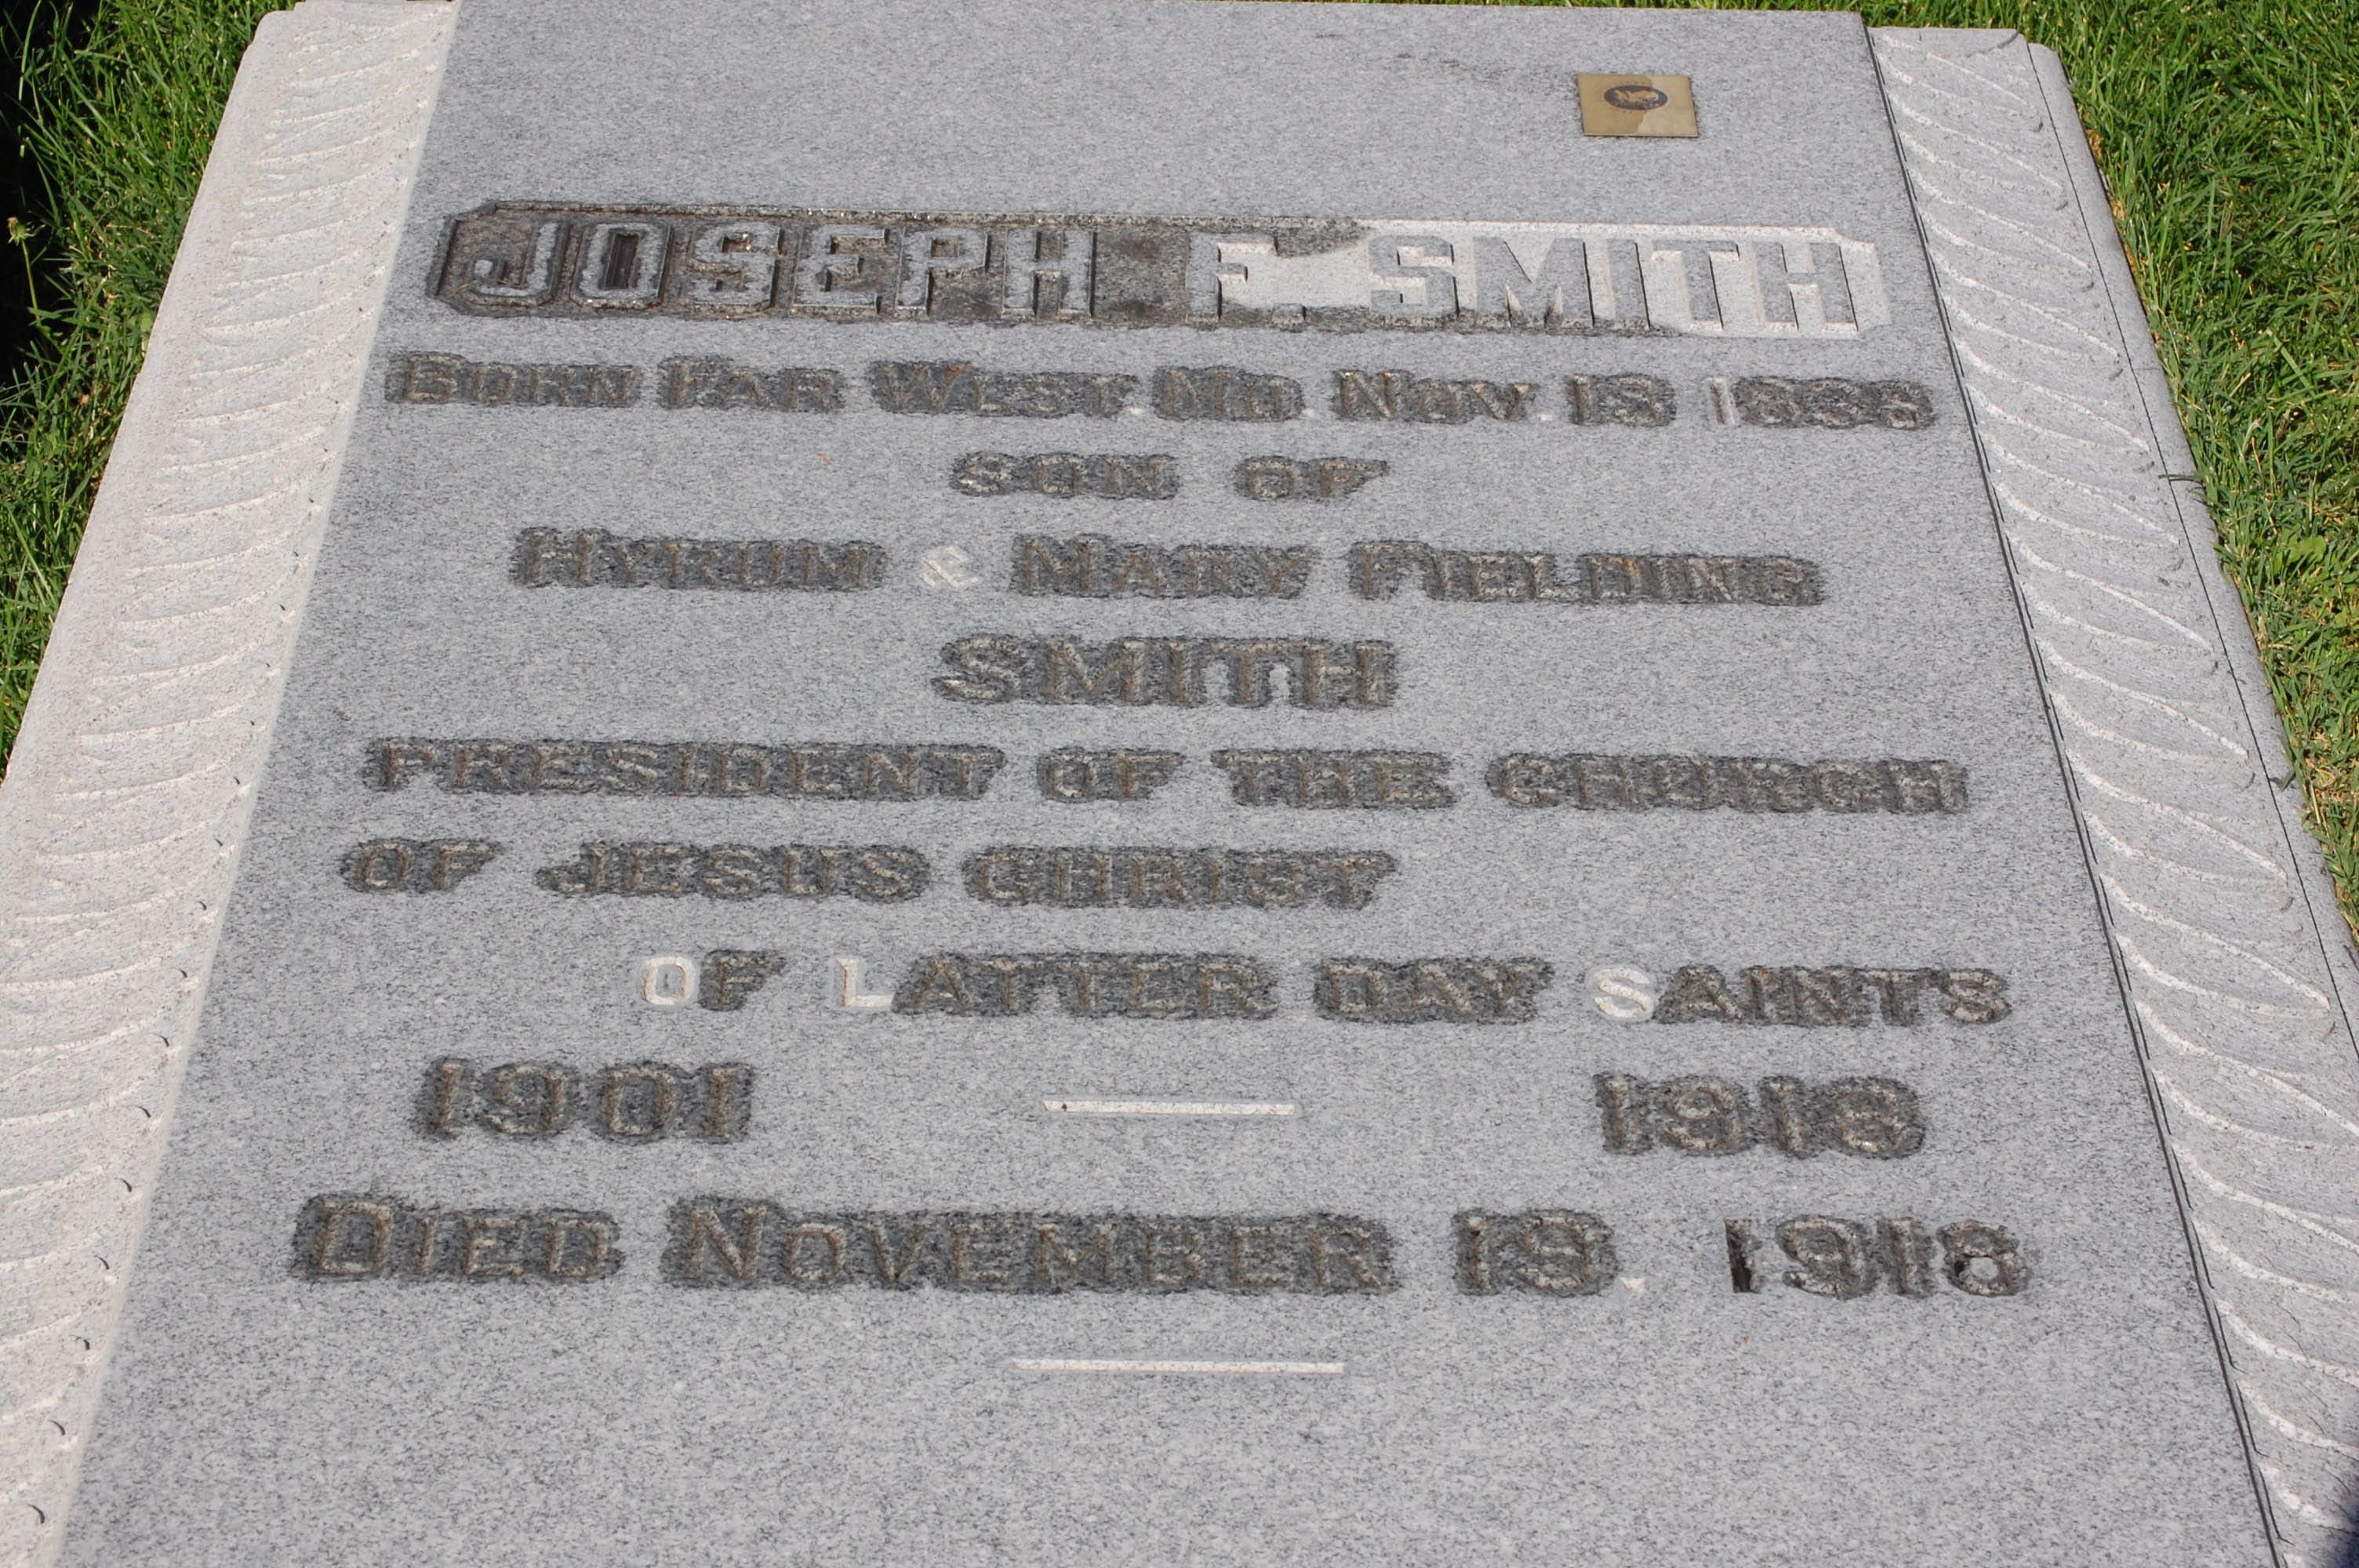 JOSEPH F. SMITH
BORN FAR WEST. MO. NOV. 13 1838
SON OF
HYRUM & MARY FIELDING
SMITH
PRESIDENT OF THE CHURCH
OF JESUS CHRIST
OF LATTER DAY SAINTS
1901 — 1918
DIED NOVEMBER 19, 1918